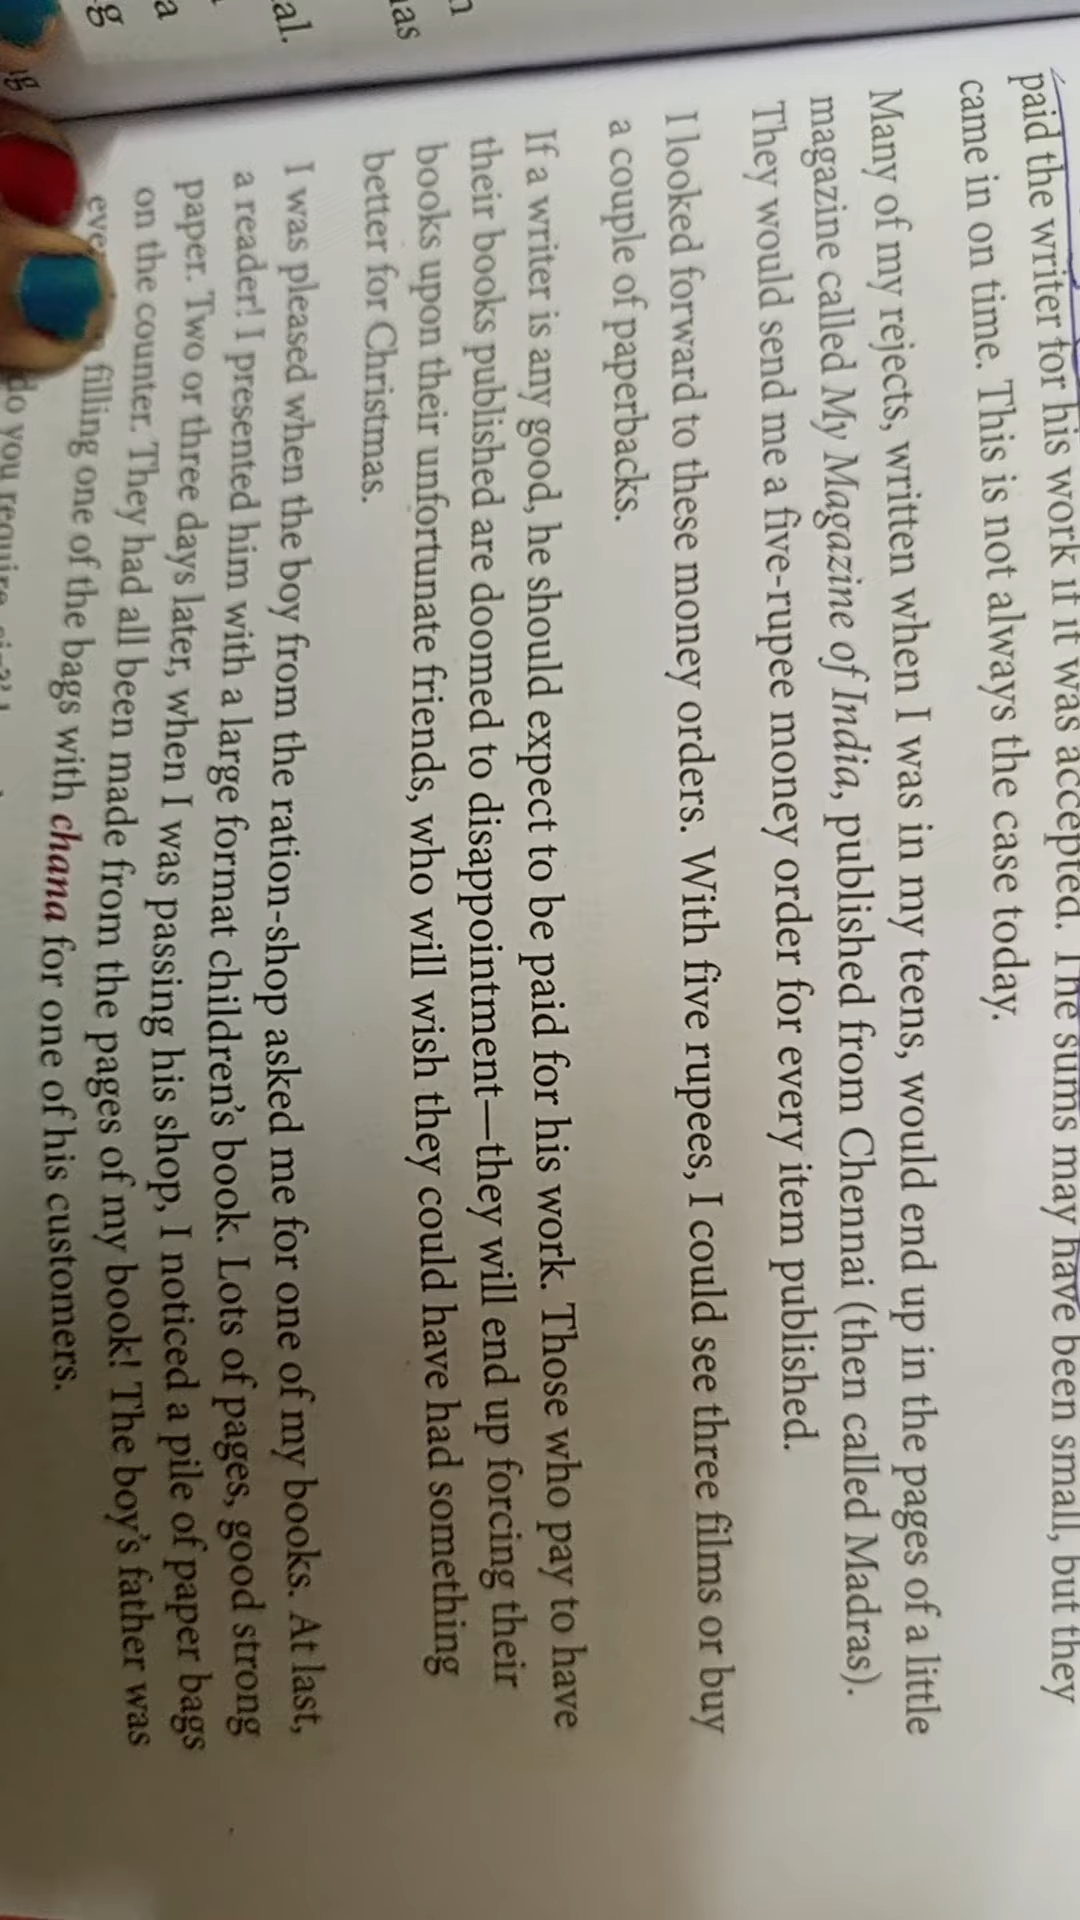 paid the writer for his work if it was accepted. The sums may have been small, but they
came in on time. This is not always the case today.
Many of my rejects, written when I was in my teens, would end up in the pages of a little
magazine called My Magazine of India, published from Chennai (then called Madras).
They would send me a five-rupee money order for every item published.
I looked forward to these money orders. With five rupees, I could see three films or buy
a couple of paperbacks.
If a writer is any good, he should expect to be paid for his work. Those who pay to have
their books published are doomed to disappointment—they will end up forcing their
books upon their unfortunate friends, who will wish they could have had something
better for Christmas.
I was pleased when the boy from the ration-shop asked me for one of my books. At last,
a reader! I presented him with a large format children's book. Lots of pages, good strong
paper. Two or three days later, when I was passing his shop, I noticed a pile of paper bags
on the counter. They had all been made from the pages of my book! The boy's father was
filling one of the bags with chana for one of his customers.
do you require
al.
as
a
g